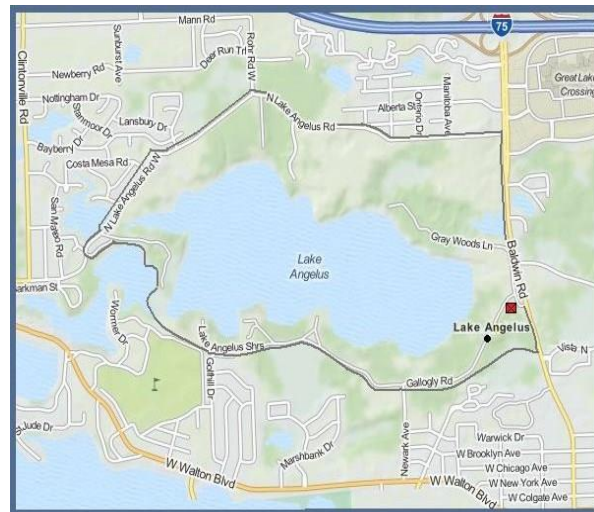 Mann Rd
75
Clintonville Rd
Sunburst Ave
Deer Run Trl
Rohr Rd W
Newberry Rd
Great Lake
Crossing
Nottingham Dr
Stanmoor Dr
Lansbury Dr
N Lake Angelus Rd
Alberta St
Ontario Dr
Manitoba Ave
Bayberry Dr
Costa Mesa Rd
N Lake Angelus Rd W
San Mateo Rd
Gray Woods Ln
Baldwin Rd
Lake
Angelus
arkman St
Wormer Dr
Lake Angelus
Lake Angelus Shrs
Vista N
Golfhill Dr
Gallogly Rd
Jude Dr
Newark Ave
Warwick Dr
W Brooklyn Ave
Marshbank Dr
W Chicago Ave
W Walton Blvd
W Walton Blvd
W New York Ave
W Colgate Ave